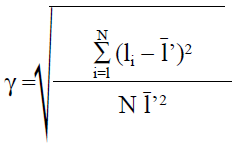 γ = √( Σ_{i=1}^{N} (l_i – l̄’)² / N l̄’² )